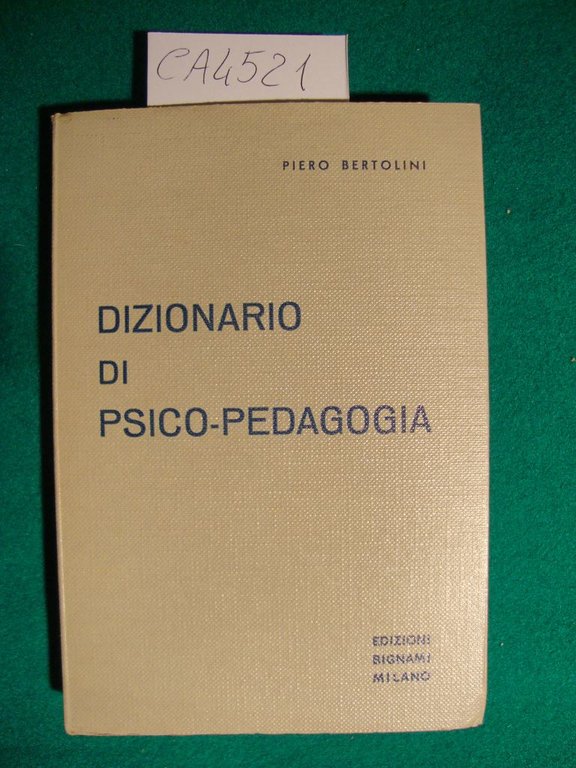 CA4521
PIERO BERTOLINI
DIZIONARIO
DI
PSICO-PEDAGOGIA
EDIZIONI
BIGNAMI
MILANO